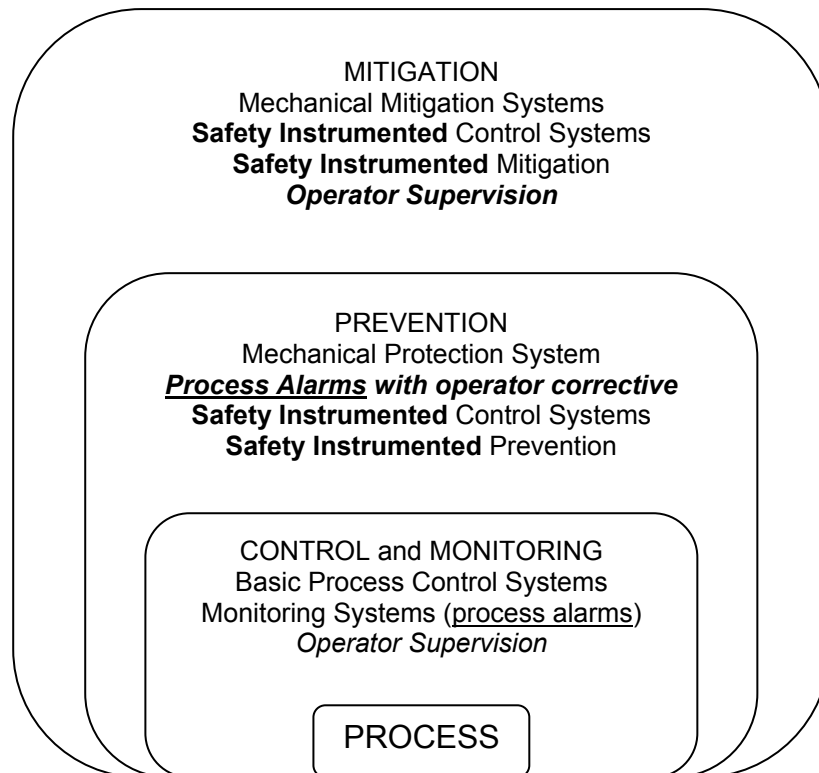 MITIGATION
Mechanical Mitigation Systems
Safety Instrumented Control Systems
Safety Instrumented Mitigation
Operator Supervision
PREVENTION
Mechanical Protection System
Process Alarms with operator corrective
Safety Instrumented Control Systems
Safety Instrumented Prevention
CONTROL and MONITORING
Basic Process Control Systems
Monitoring Systems (process alarms)
Operator Supervision
PROCESS